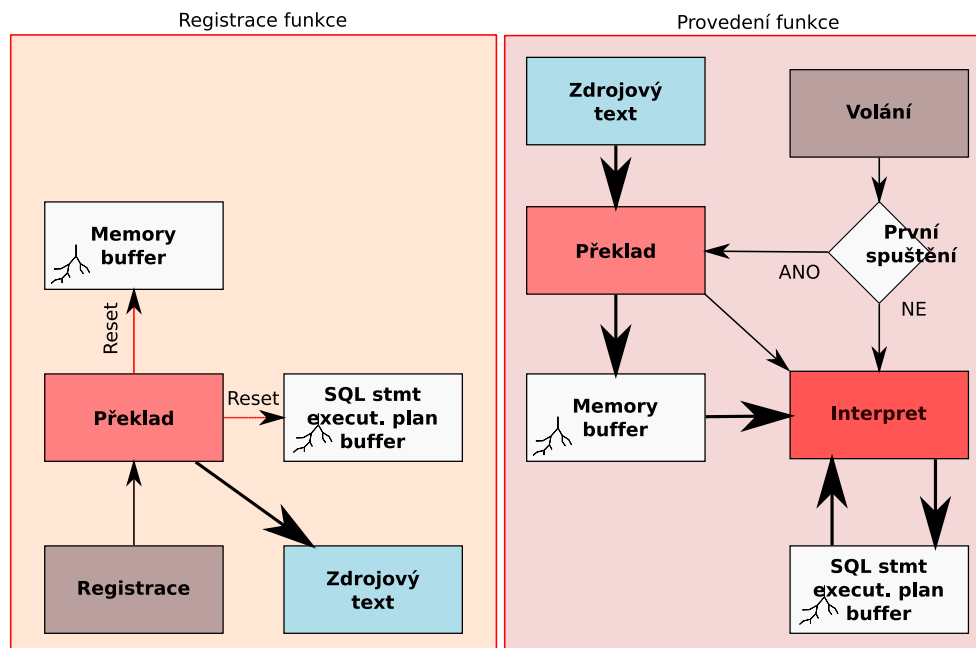 Registrace funkce
Memory
buffer
Reset
Překlad
Reset
SQL stmt
execut. plan
buffer
Registrace
Zdrojový
text
Provedení funkce
Zdrojový
text
Volání
Překlad
První
spuštění
ANO
NE
Memory
buffer
Interpret
SQL stmt
execut. plan
buffer